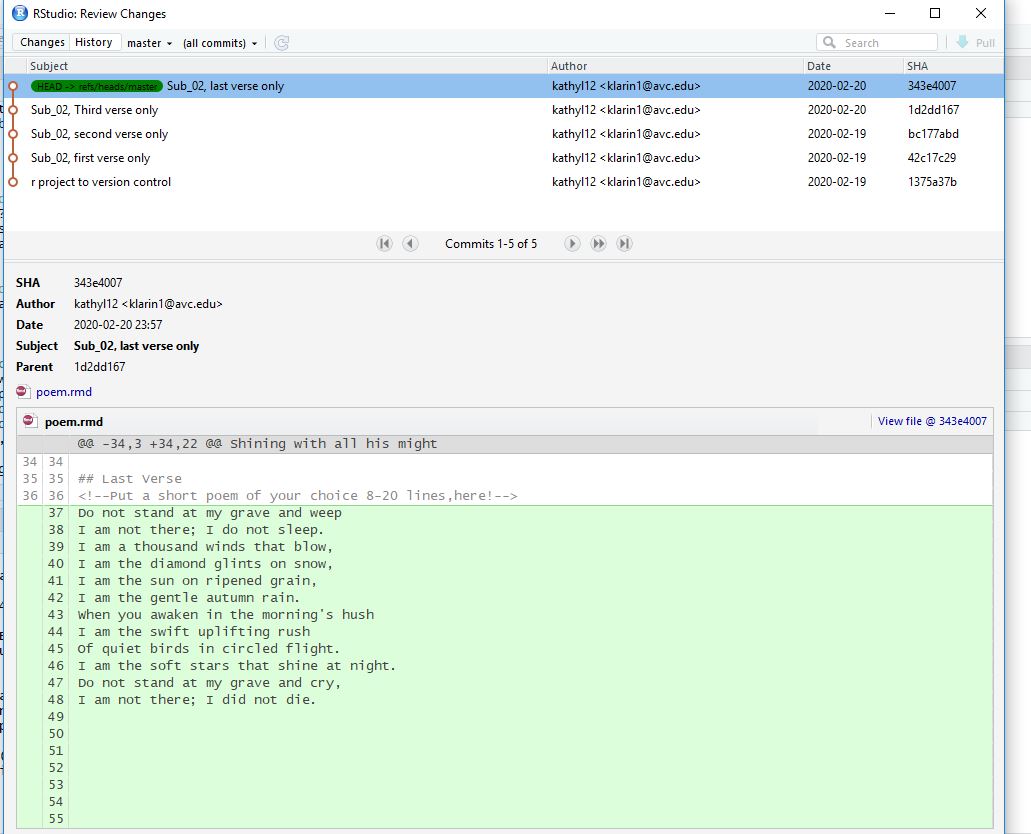 RStudio: Review Changes
Changes History master (all commits) Search Pull
Subject Author Date SHA
HEAD -> refs/heads/master Sub_02, last verse only kathyl12 <klarin1@avc.edu> 2020-02-20 343e4007
Sub_02, Third verse only kathyl12 <klarin1@avc.edu> 2020-02-20 1d2dd167
Sub_02, second verse only kathyl12 <klarin1@avc.edu> 2020-02-19 bc177abd
Sub_02, first verse only kathyl12 <klarin1@avc.edu> 2020-02-19 42c17c29
r project to version control kathyl12 <klarin1@avc.edu> 2020-02-19 1375a37b
Commits 1-5 of 5
SHA 343e4007
Author kathyl12 <klarin1@avc.edu>
Date 2020-02-20 23:57
Subject Sub_02, last verse only
Parent 1d2dd167
poem.rmd
poem.rmd View file @ 343e4007
@@ -34,3 +34,22 @@ Shining with all his might
34 34
35 35 ## Last Verse
36 36 <!--Put a short poem of your choice 8-20 lines,here!-->
37 Do not stand at my grave and weep
38 I am not there; I do not sleep.
39 I am a thousand winds that blow,
40 I am the diamond glints on snow,
41 I am the sun on ripened grain,
42 I am the gentle autumn rain.
43 When you awaken in the morning's hush
44 I am the swift uplifting rush
45 Of quiet birds in circled flight.
46 I am the soft stars that shine at night.
47 Do not stand at my grave and cry,
48 I am not there; I did not die.
49
50
51
52
53
54
55